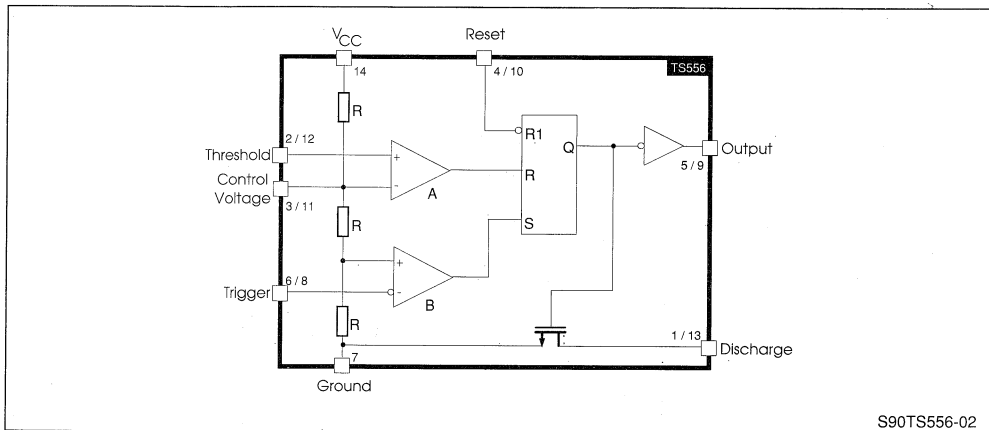 VCC
Reset
14
4 / 10
TS556
R
2 / 12
Threshold
+
R1
Q
Output
5 / 9
Control
Voltage
-
A
R
3 / 11
R
S
+
6 / 8
Trigger
-
B
R
1 / 13
Discharge
7
Ground
S90TS556-02